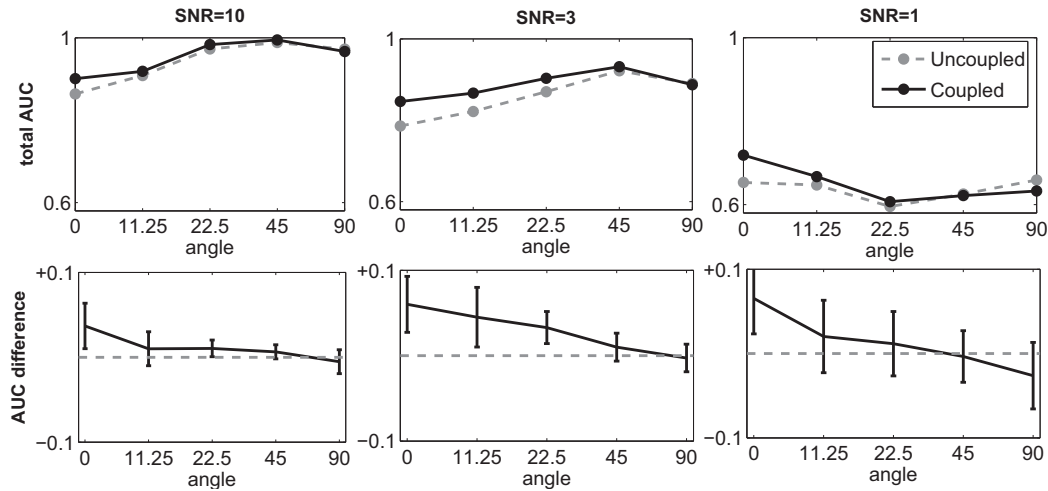 SNR=10
SNR=3
SNR=1
total AUC
1
0.6
0 11.25 22.5 45 90
angle
1
0.6
0 11.25 22.5 45 90
angle
1
0.6
0 11.25 22.5 45 90
angle
Uncoupled
Coupled
AUC difference
+0.1
−0.1
0 11.25 22.5 45 90
angle
+0.1
−0.1
0 11.25 22.5 45 90
angle
+0.1
−0.1
0 11.25 22.5 45 90
angle